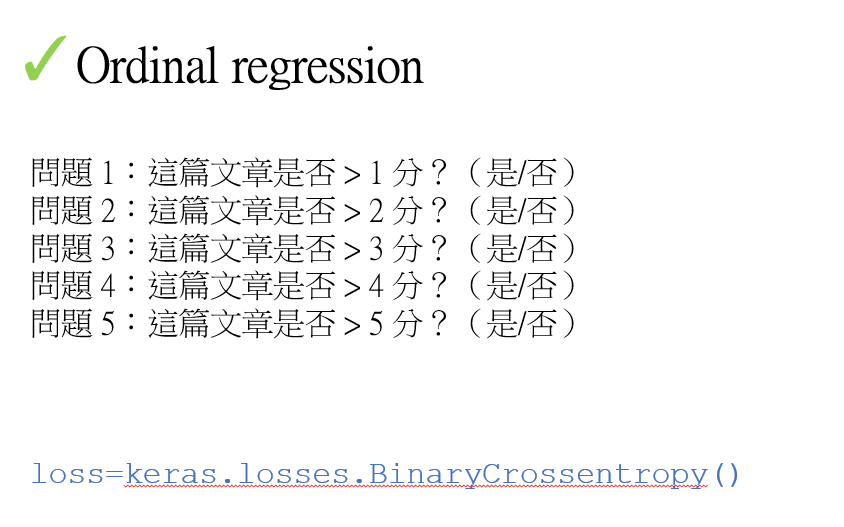 ✓ Ordinal regression
問題 1：這篇文章是否 > 1 分？（是/否）
問題 2：這篇文章是否 > 2 分？（是/否）
問題 3：這篇文章是否 > 3 分？（是/否）
問題 4：這篇文章是否 > 4 分？（是/否）
問題 5：這篇文章是否 > 5 分？（是/否）
loss=keras.losses.BinaryCrossentropy()